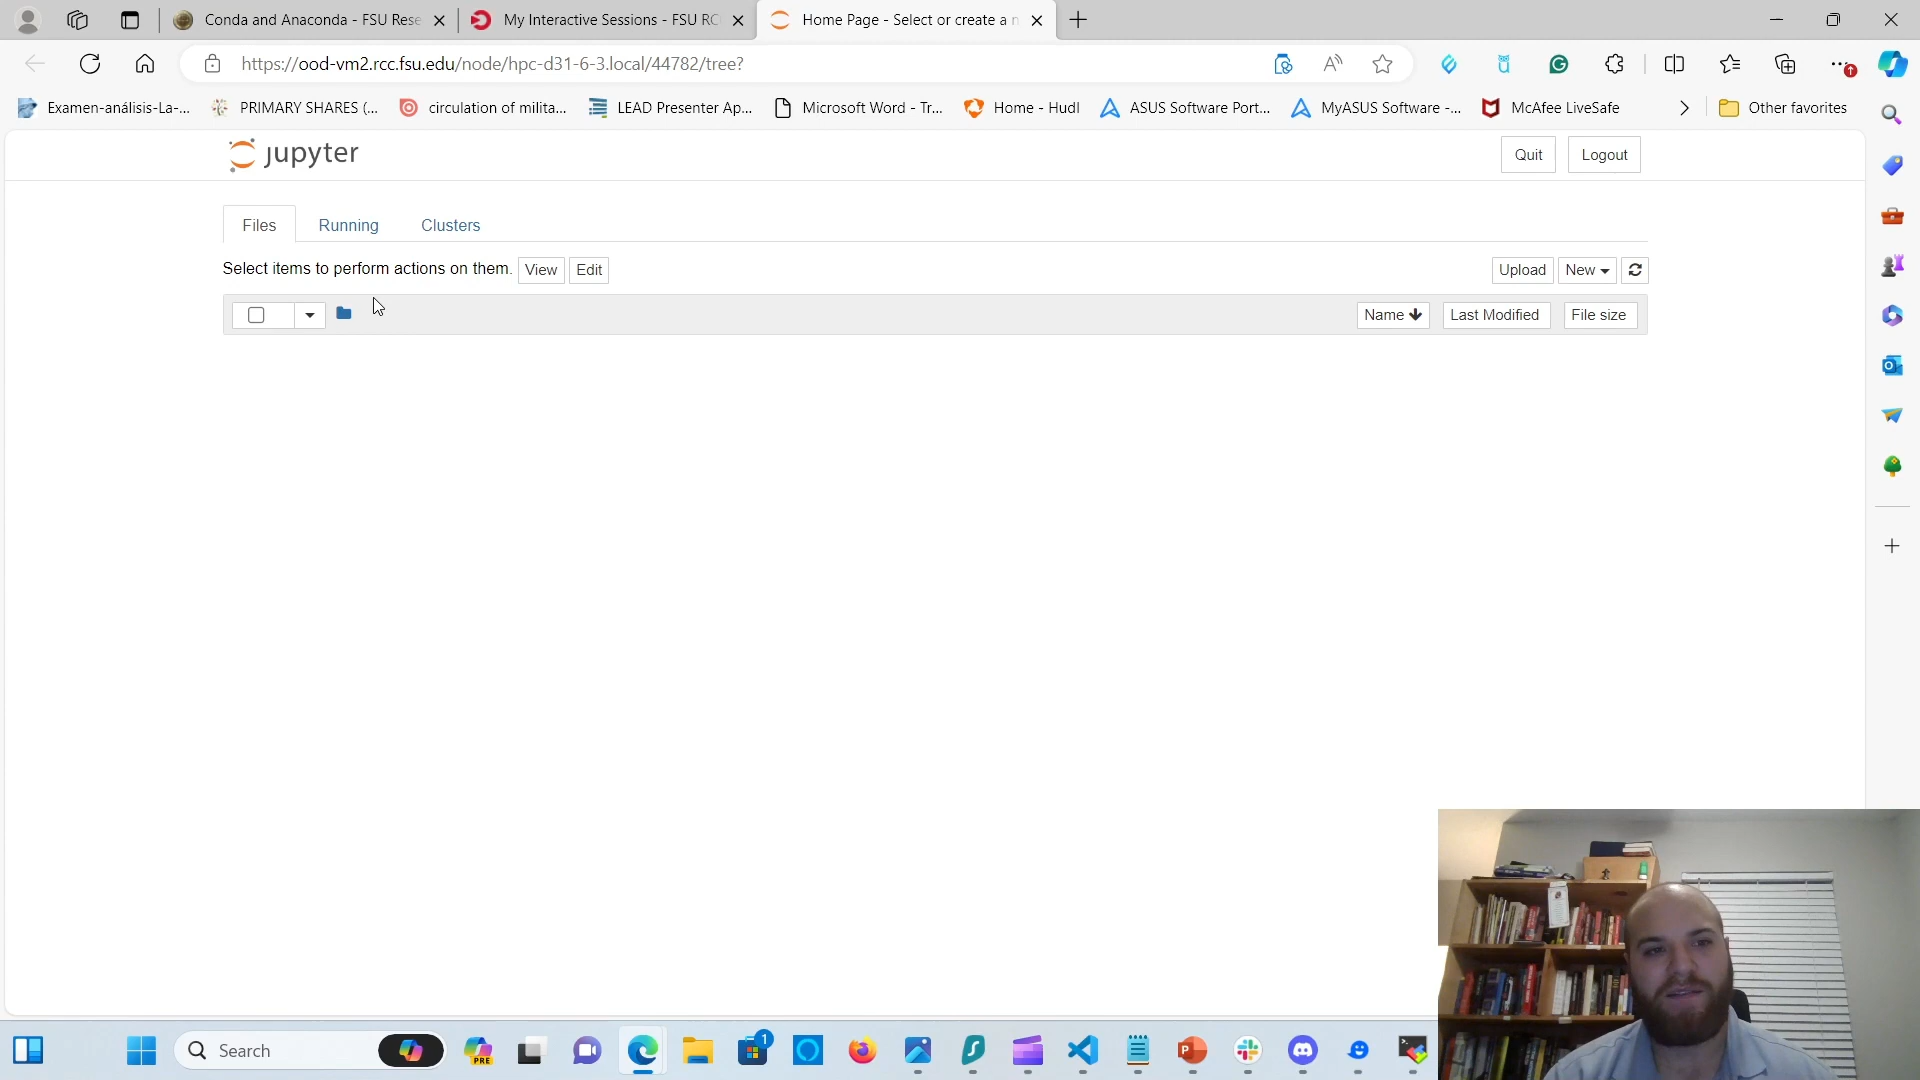 Conda and Anaconda - FSU Rese
My Interactive Sessions - FSU RC
Home Page - Select or create a n
https://ood-vm2.rcc.fsu.edu/node/hpc-d31-6-3.local/44782/tree?
Examen-análisis-La-...
PRIMARY SHARES (...
circulation of milita...
LEAD Presenter Ap...
Microsoft Word - Tr...
Home - Hudl
ASUS Software Port...
MyASUS Software -...
McAfee LiveSafe
Other favorites
jupyter
Quit
Logout
Files
Running
Clusters
Select items to perform actions on them.
View
Edit
Upload
New
Name
Last Modified
File size
Search
PRE
1